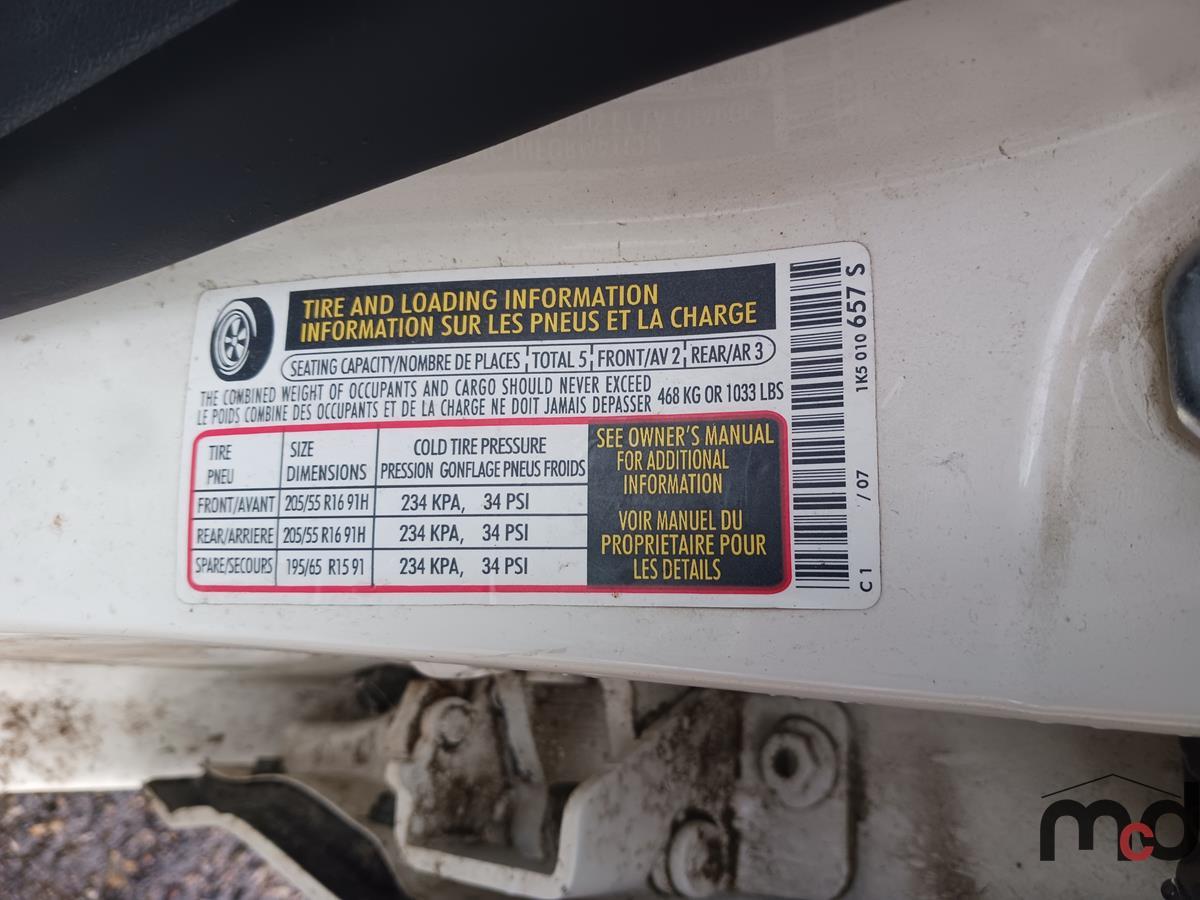 TIRE AND LOADING INFORMATION
INFORMATION SUR LES PNEUS ET LA CHARGE
SEATING CAPACITY/NOMBRE DE PLACES TOTAL 5 FRONT/AV 2 REAR/AR 3
THE COMBINED WEIGHT OF OCCUPANTS AND CARGO SHOULD NEVER EXCEED
LE POIDS COMBINE DES OCCUPANTS ET DE LA CHARGE NE DOIT JAMAIS DEPASSER
468 KG OR 1033 LBS
TIRE SIZE COLD TIRE PRESSURE
PNEU DIMENSIONS PRESSION GONFLAGE PNEUS FROIDS
FRONT/AVANT 205/55 R16 91H 234 KPA, 34 PSI
REAR/ARRIERE 205/55 R16 91H 234 KPA, 34 PSI
SPARE/SECOURS 195/65 R15 91 234 KPA, 34 PSI
SEE OWNER'S MANUAL
FOR ADDITIONAL
INFORMATION
VOIR MANUEL DU
PROPRIETAIRE POUR
LES DETAILS
C 1 / 07 1K5 010 657 S
mcd